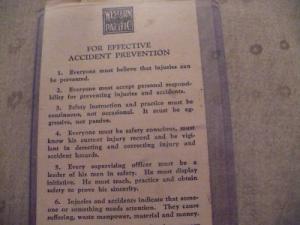 WESTERN
PACIFIC
FOR EFFECTIVE
ACCIDENT PREVENTION
1. Everyone must believe that injuries can
be prevented.
2. Everyone must accept personal respons-
ibility for preventing injuries and accidents.
3. Safety instruction and practice must be
continuous, not occasional. It must be ag-
gressive, not passive.
4. Everyone must be safety conscious, must
know his current injury record and be vigi-
lant in detecting and correcting injury and
accident hazards.
5. Every supervising officer must be a
leader of his men in safety. He must display
initiative. He must teach, practice and obtain
safety to prove his sincerity.
6. Injuries and accidents indicate that some-
one or something needs attention. They cause
suffering, waste manpower, material and money.